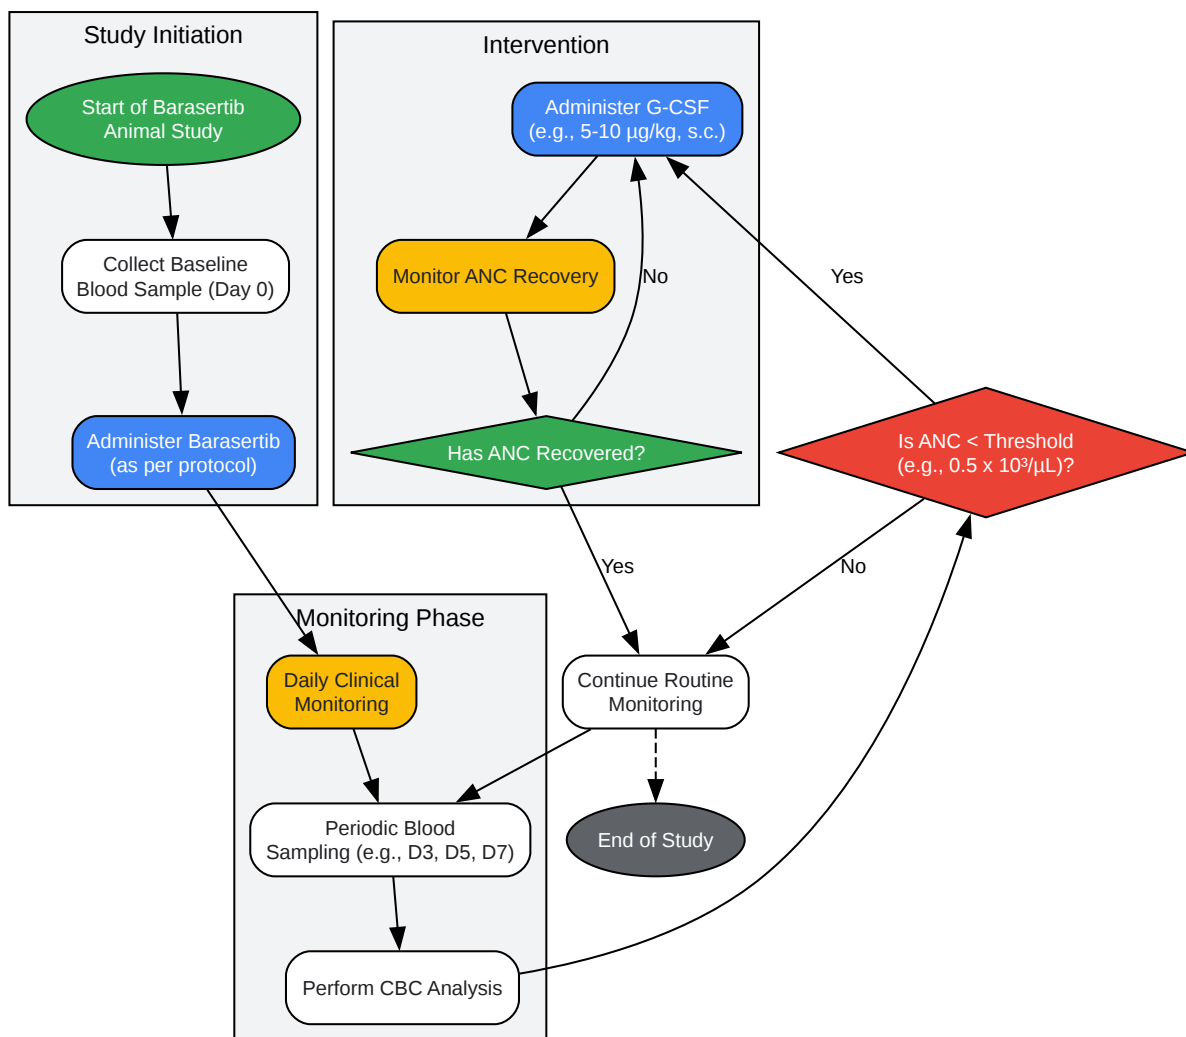 Study Initiation
Start of Barasertib
Animal Study
Collect Baseline
Blood Sample (Day 0)
Administer Barasertib
(as per protocol)
Intervention
Administer G-CSF
(e.g., 5-10 µg/kg, s.c.)
Monitor ANC Recovery
No
Has ANC Recovered?
Yes
Yes
Is ANC < Threshold
(e.g., 0.5 x 10³/µL)?
No
Monitoring Phase
Daily Clinical
Monitoring
Continue Routine
Monitoring
Periodic Blood
Sampling (e.g., D3, D5, D7)
End of Study
Perform CBC Analysis